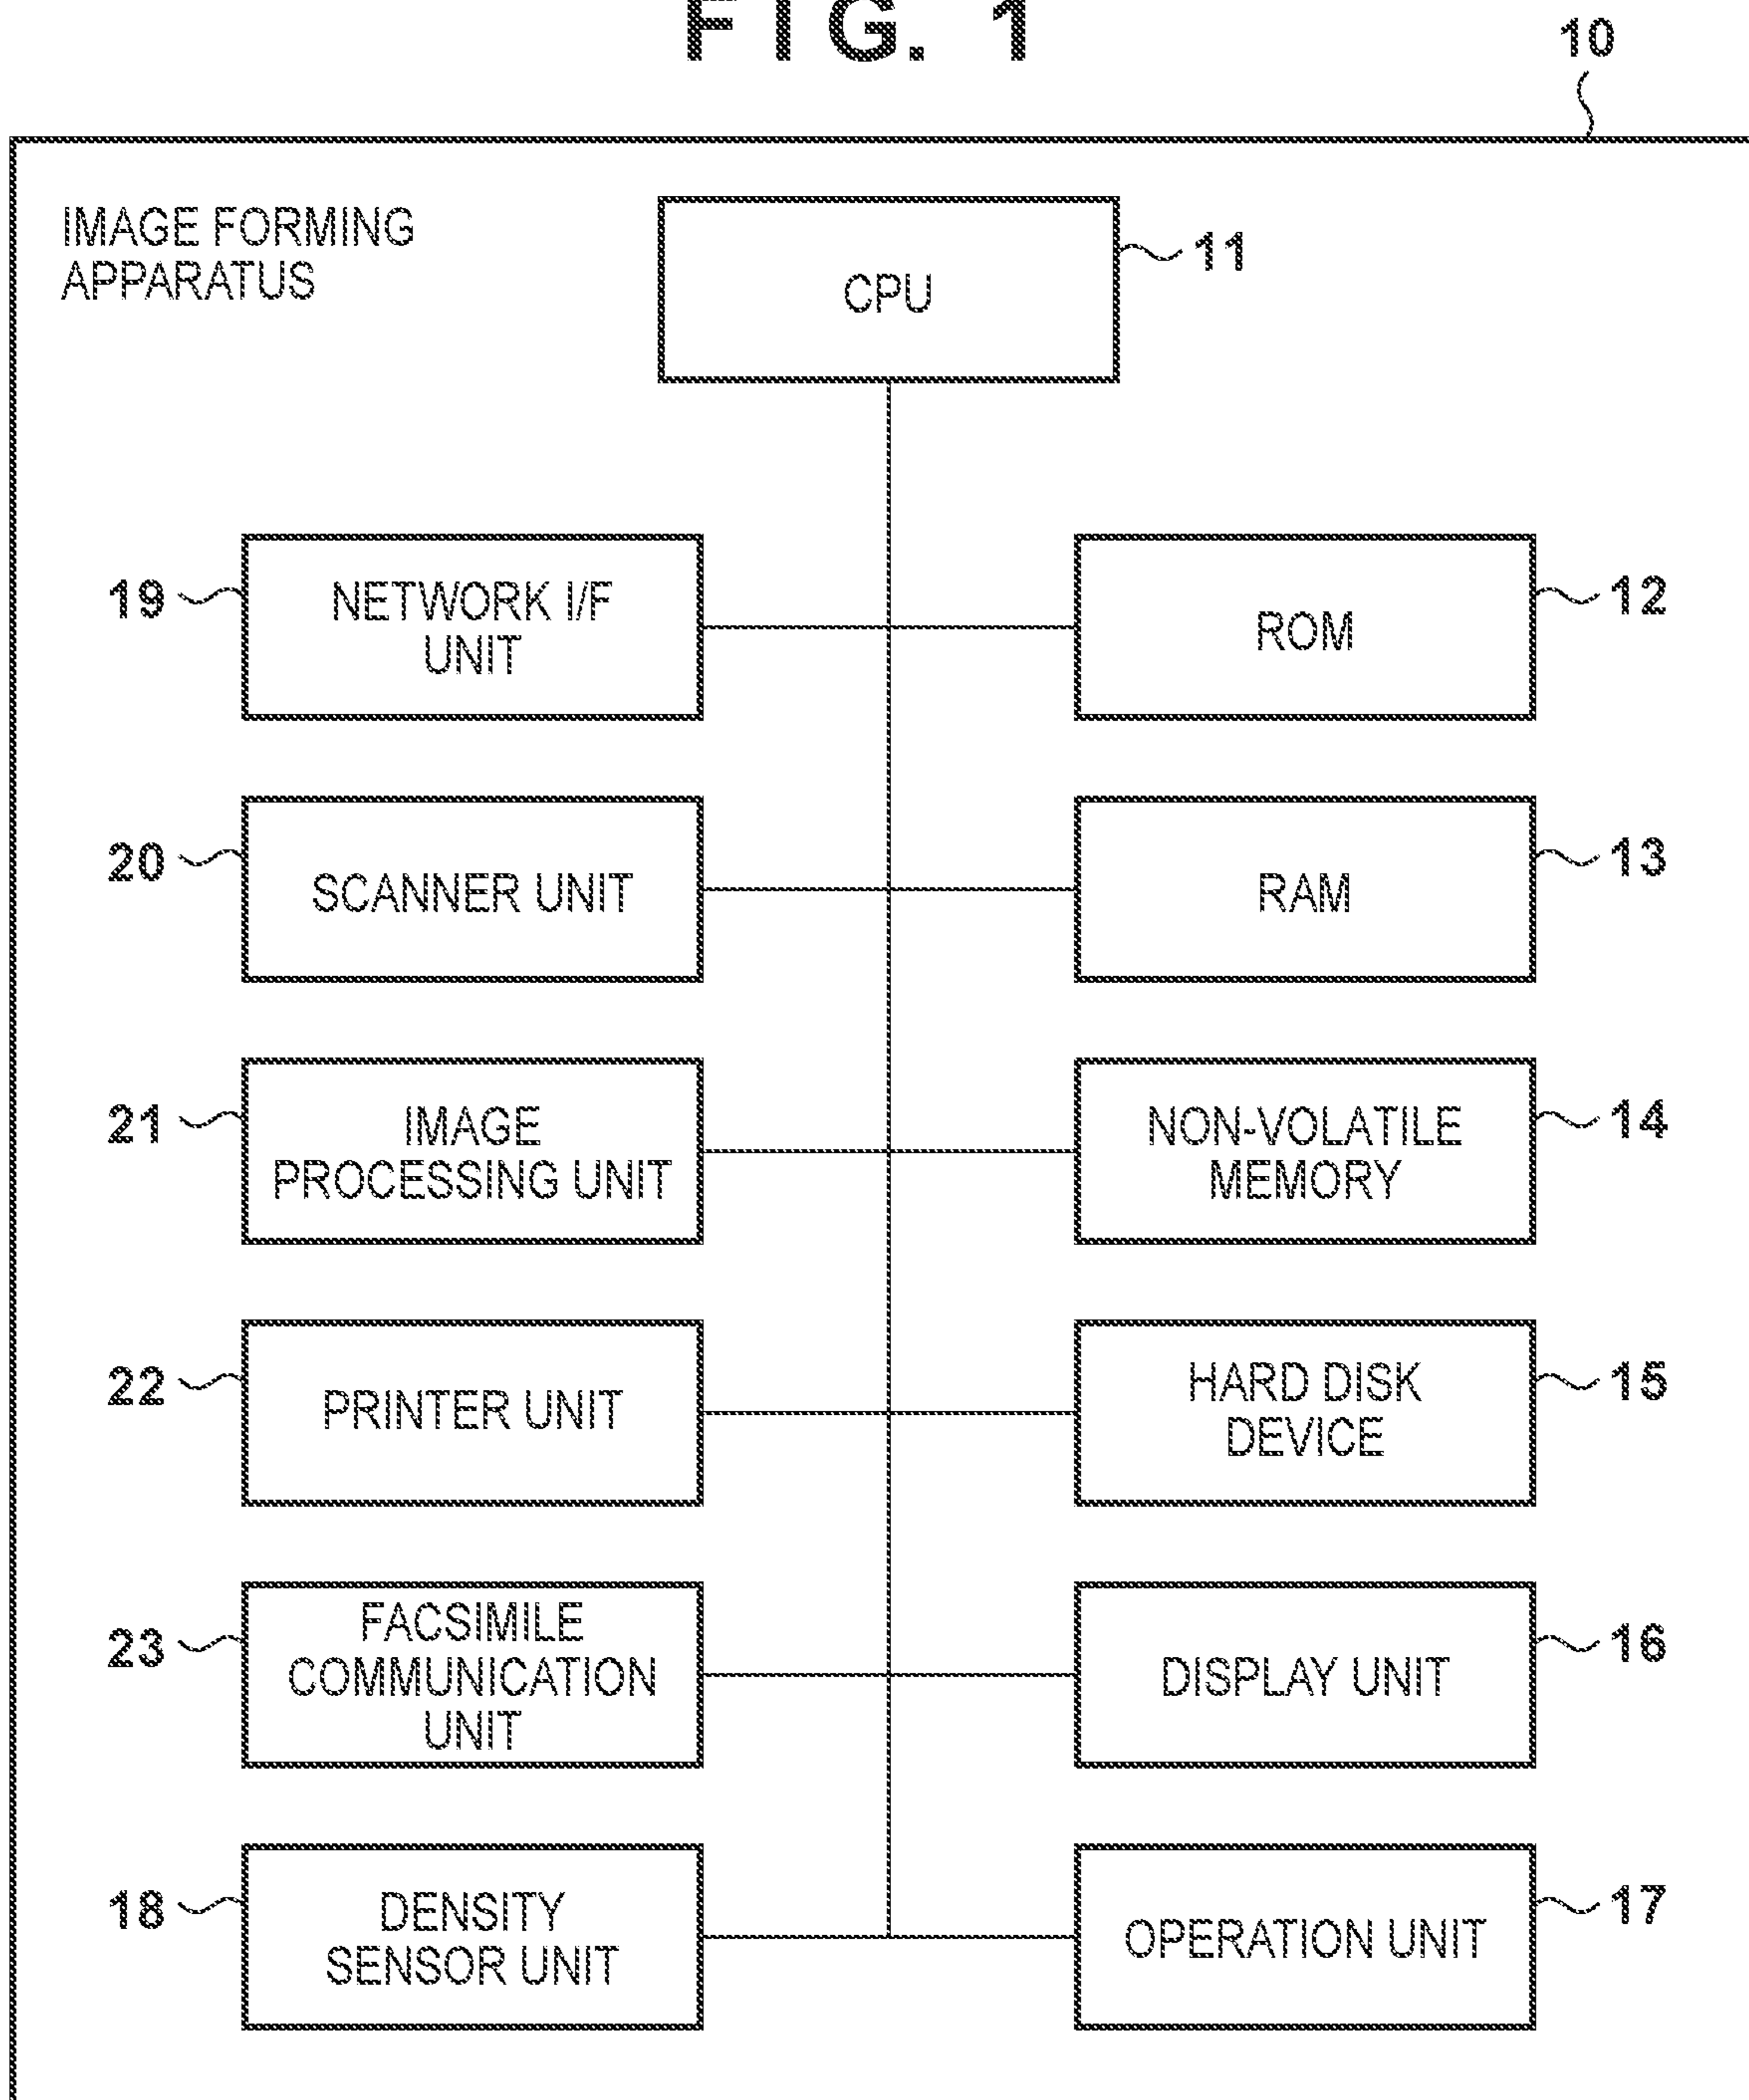 FIG. 1
10
IMAGE FORMING
APPARATUS
CPU
11
19
NETWORK I/F
UNIT
ROM
12
20
SCANNER UNIT
RAM
13
21
IMAGE
PROCESSING UNIT
NON-VOLATILE
MEMORY
14
22
PRINTER UNIT
HARD DISK
DEVICE
15
23
FACSIMILE
COMMUNICATION
UNIT
DISPLAY UNIT
16
18
DENSITY
SENSOR UNIT
OPERATION UNIT
17